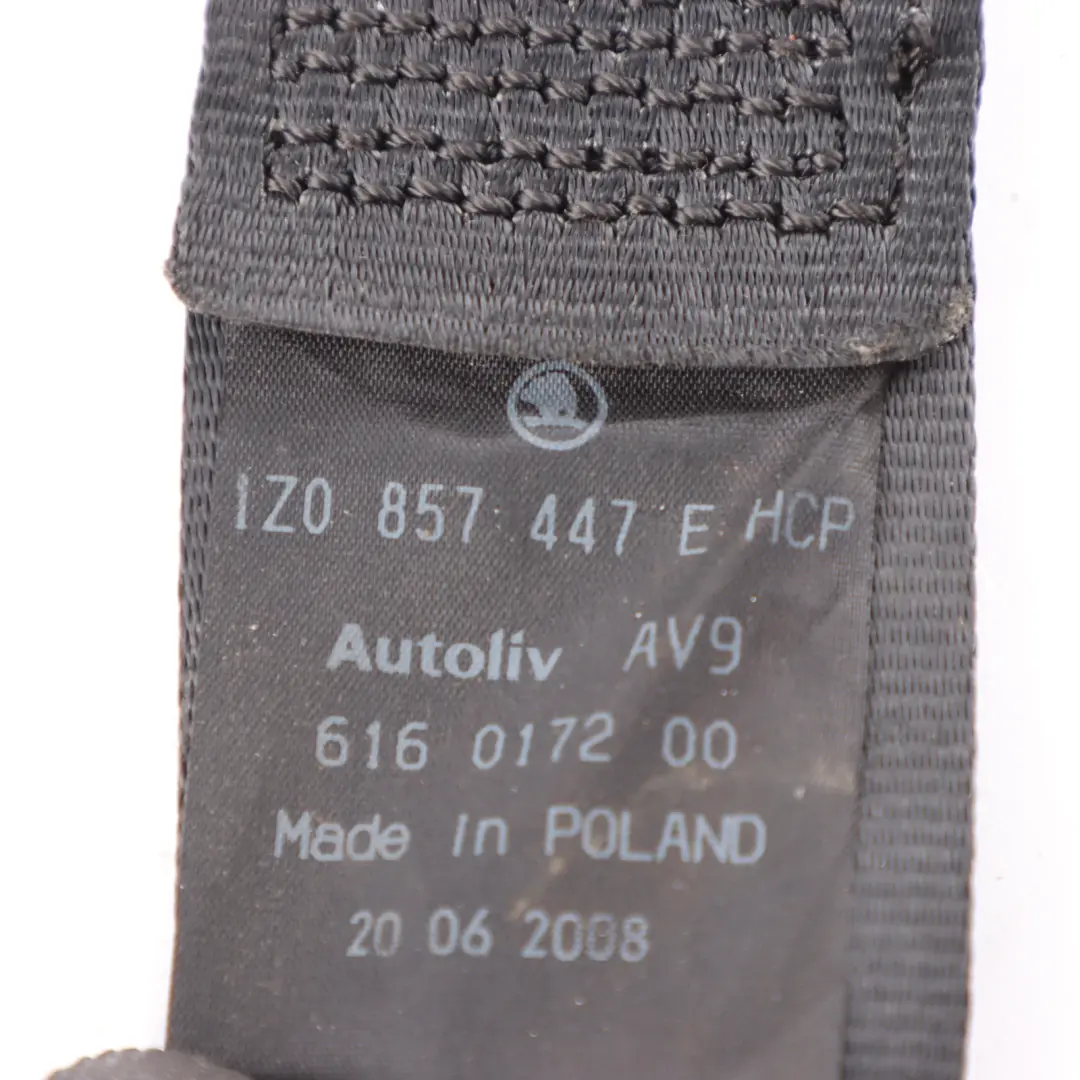 1Z0 857 447 E HCP
Autoliv AV9
616 0172 00
Made in POLAND
20 06 2008